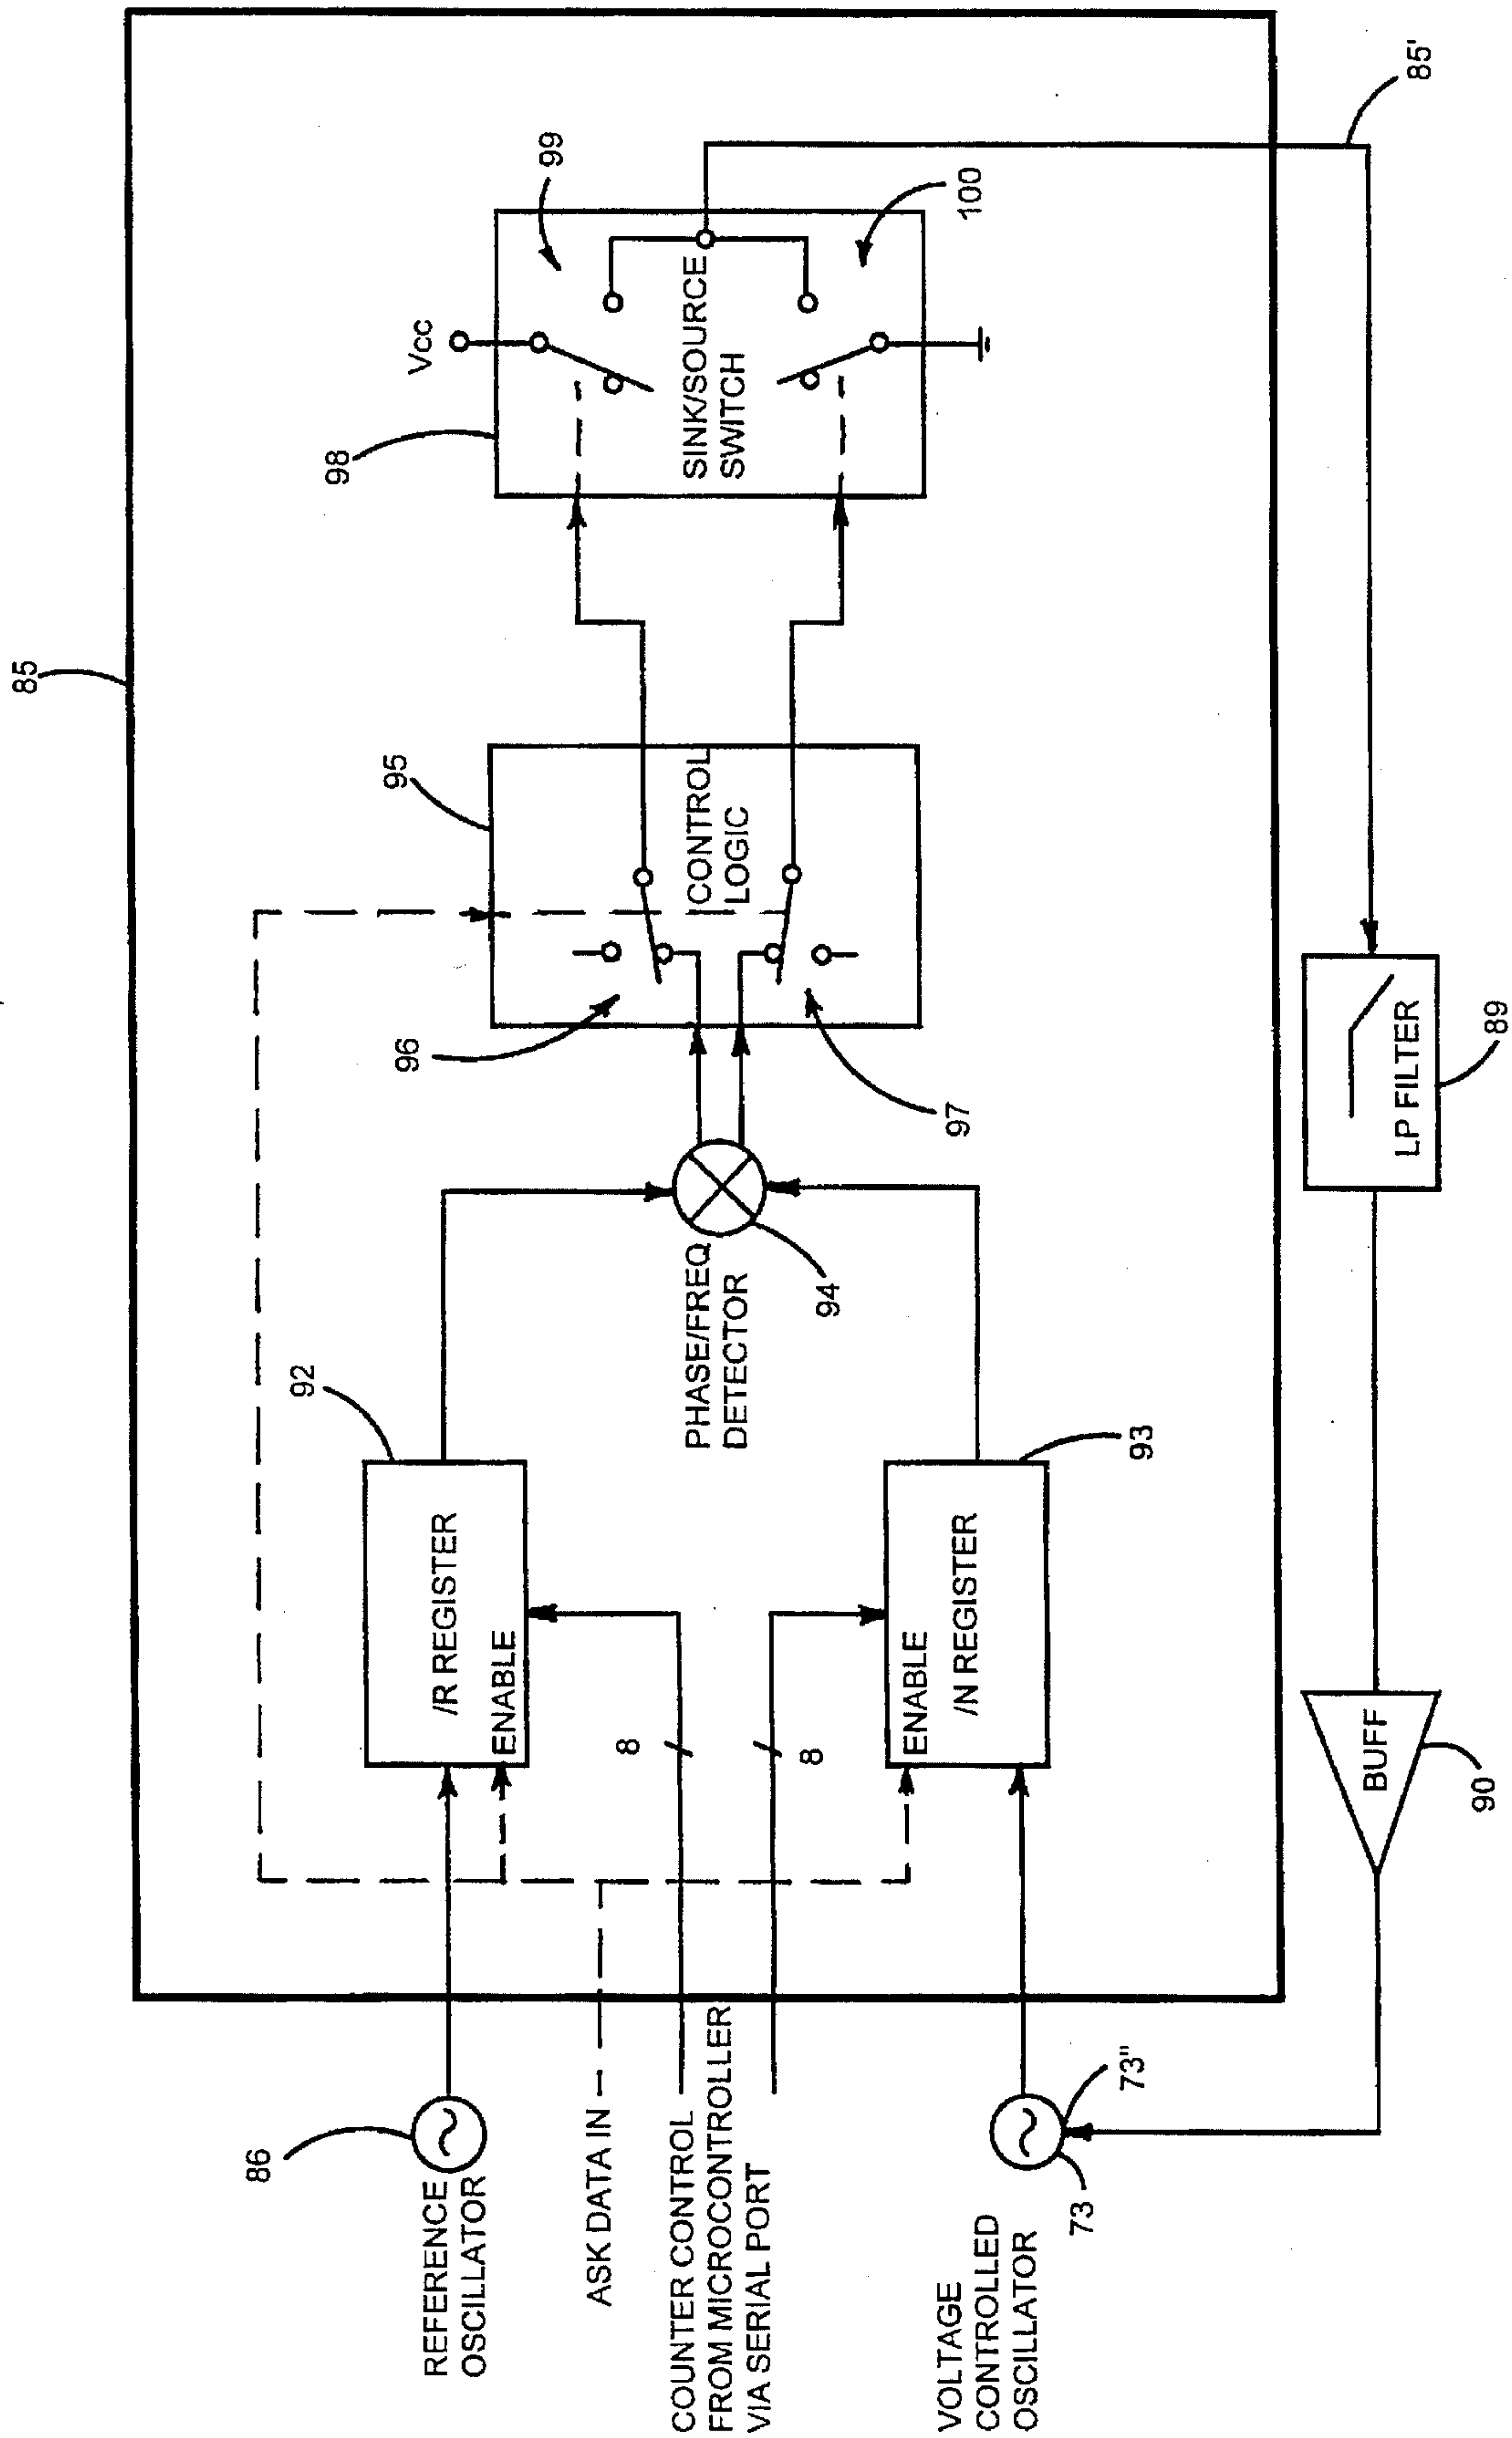 85
99
Vcc
98
SINK/SOURCE
SWITCH
100
85'
95
CONTROL
LOGIC
96
97
92
/R REGISTER
ENABLE
PHASE/FREQ
DETECTOR
94
8
8
ENABLE
/N REGISTER
93
LP FILTER
89
BUFF
90
86
REFERENCE
OSCILLATOR
ASK DATA IN
COUNTER CONTROL
FROM MICROCONTROLLER
VIA SERIAL PORT
VOLTAGE
CONTROLLED
OSCILLATOR
73
73"